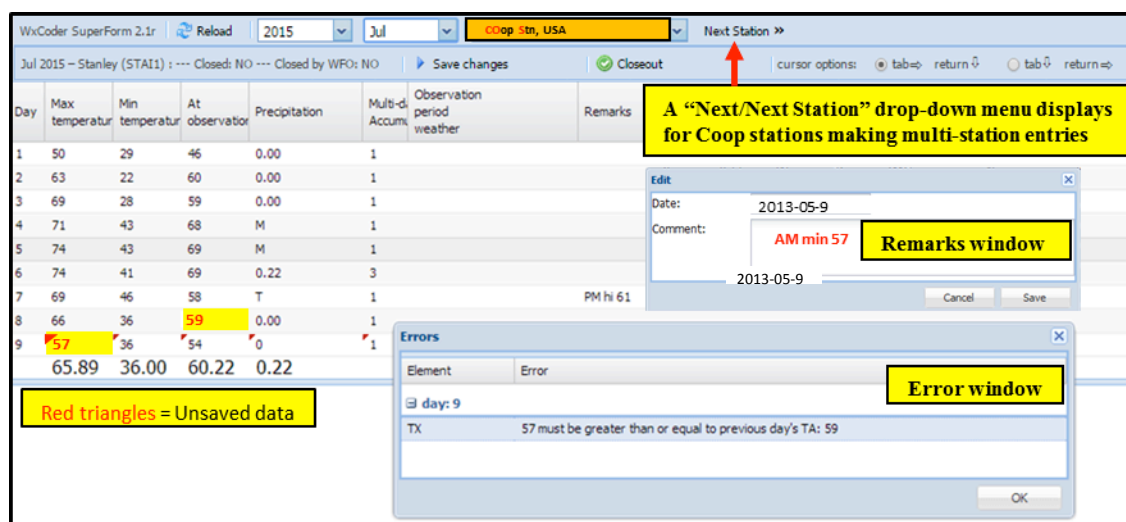 WxCoder SuperForm 2.1r Reload 2015 Jul COop Stn, USA Next Station »
Jul 2015 – Stanley (STAI1) : --- Closed: NO --- Closed by WFO: NO Save changes Closeout cursor options: tab⇨ return⇩ tab⇩ return⇨
Day Max temperatur Min temperatur At observation Precipitation Multi-da Accumu Observation period weather Remarks
A “Next/Next Station” drop-down menu displays
for Coop stations making multi-station entries
1 50 29 46 0.00 1
2 63 22 60 0.00 1
3 69 28 59 0.00 1
4 71 43 68 M 1
5 74 43 69 M 1
6 74 41 69 0.22 3
7 69 46 58 T 1 PM hi 61
8 66 36 59 0.00 1
9 57 36 54 0 1
65.89 36.00 60.22 0.22
Red triangles = Unsaved data
Edit
Date: 2013-05-9
Comment: AM min 57
Remarks window
2013-05-9
Cancel Save
Errors
Element Error
Error window
day: 9
TX 57 must be greater than or equal to previous day's TA: 59
OK